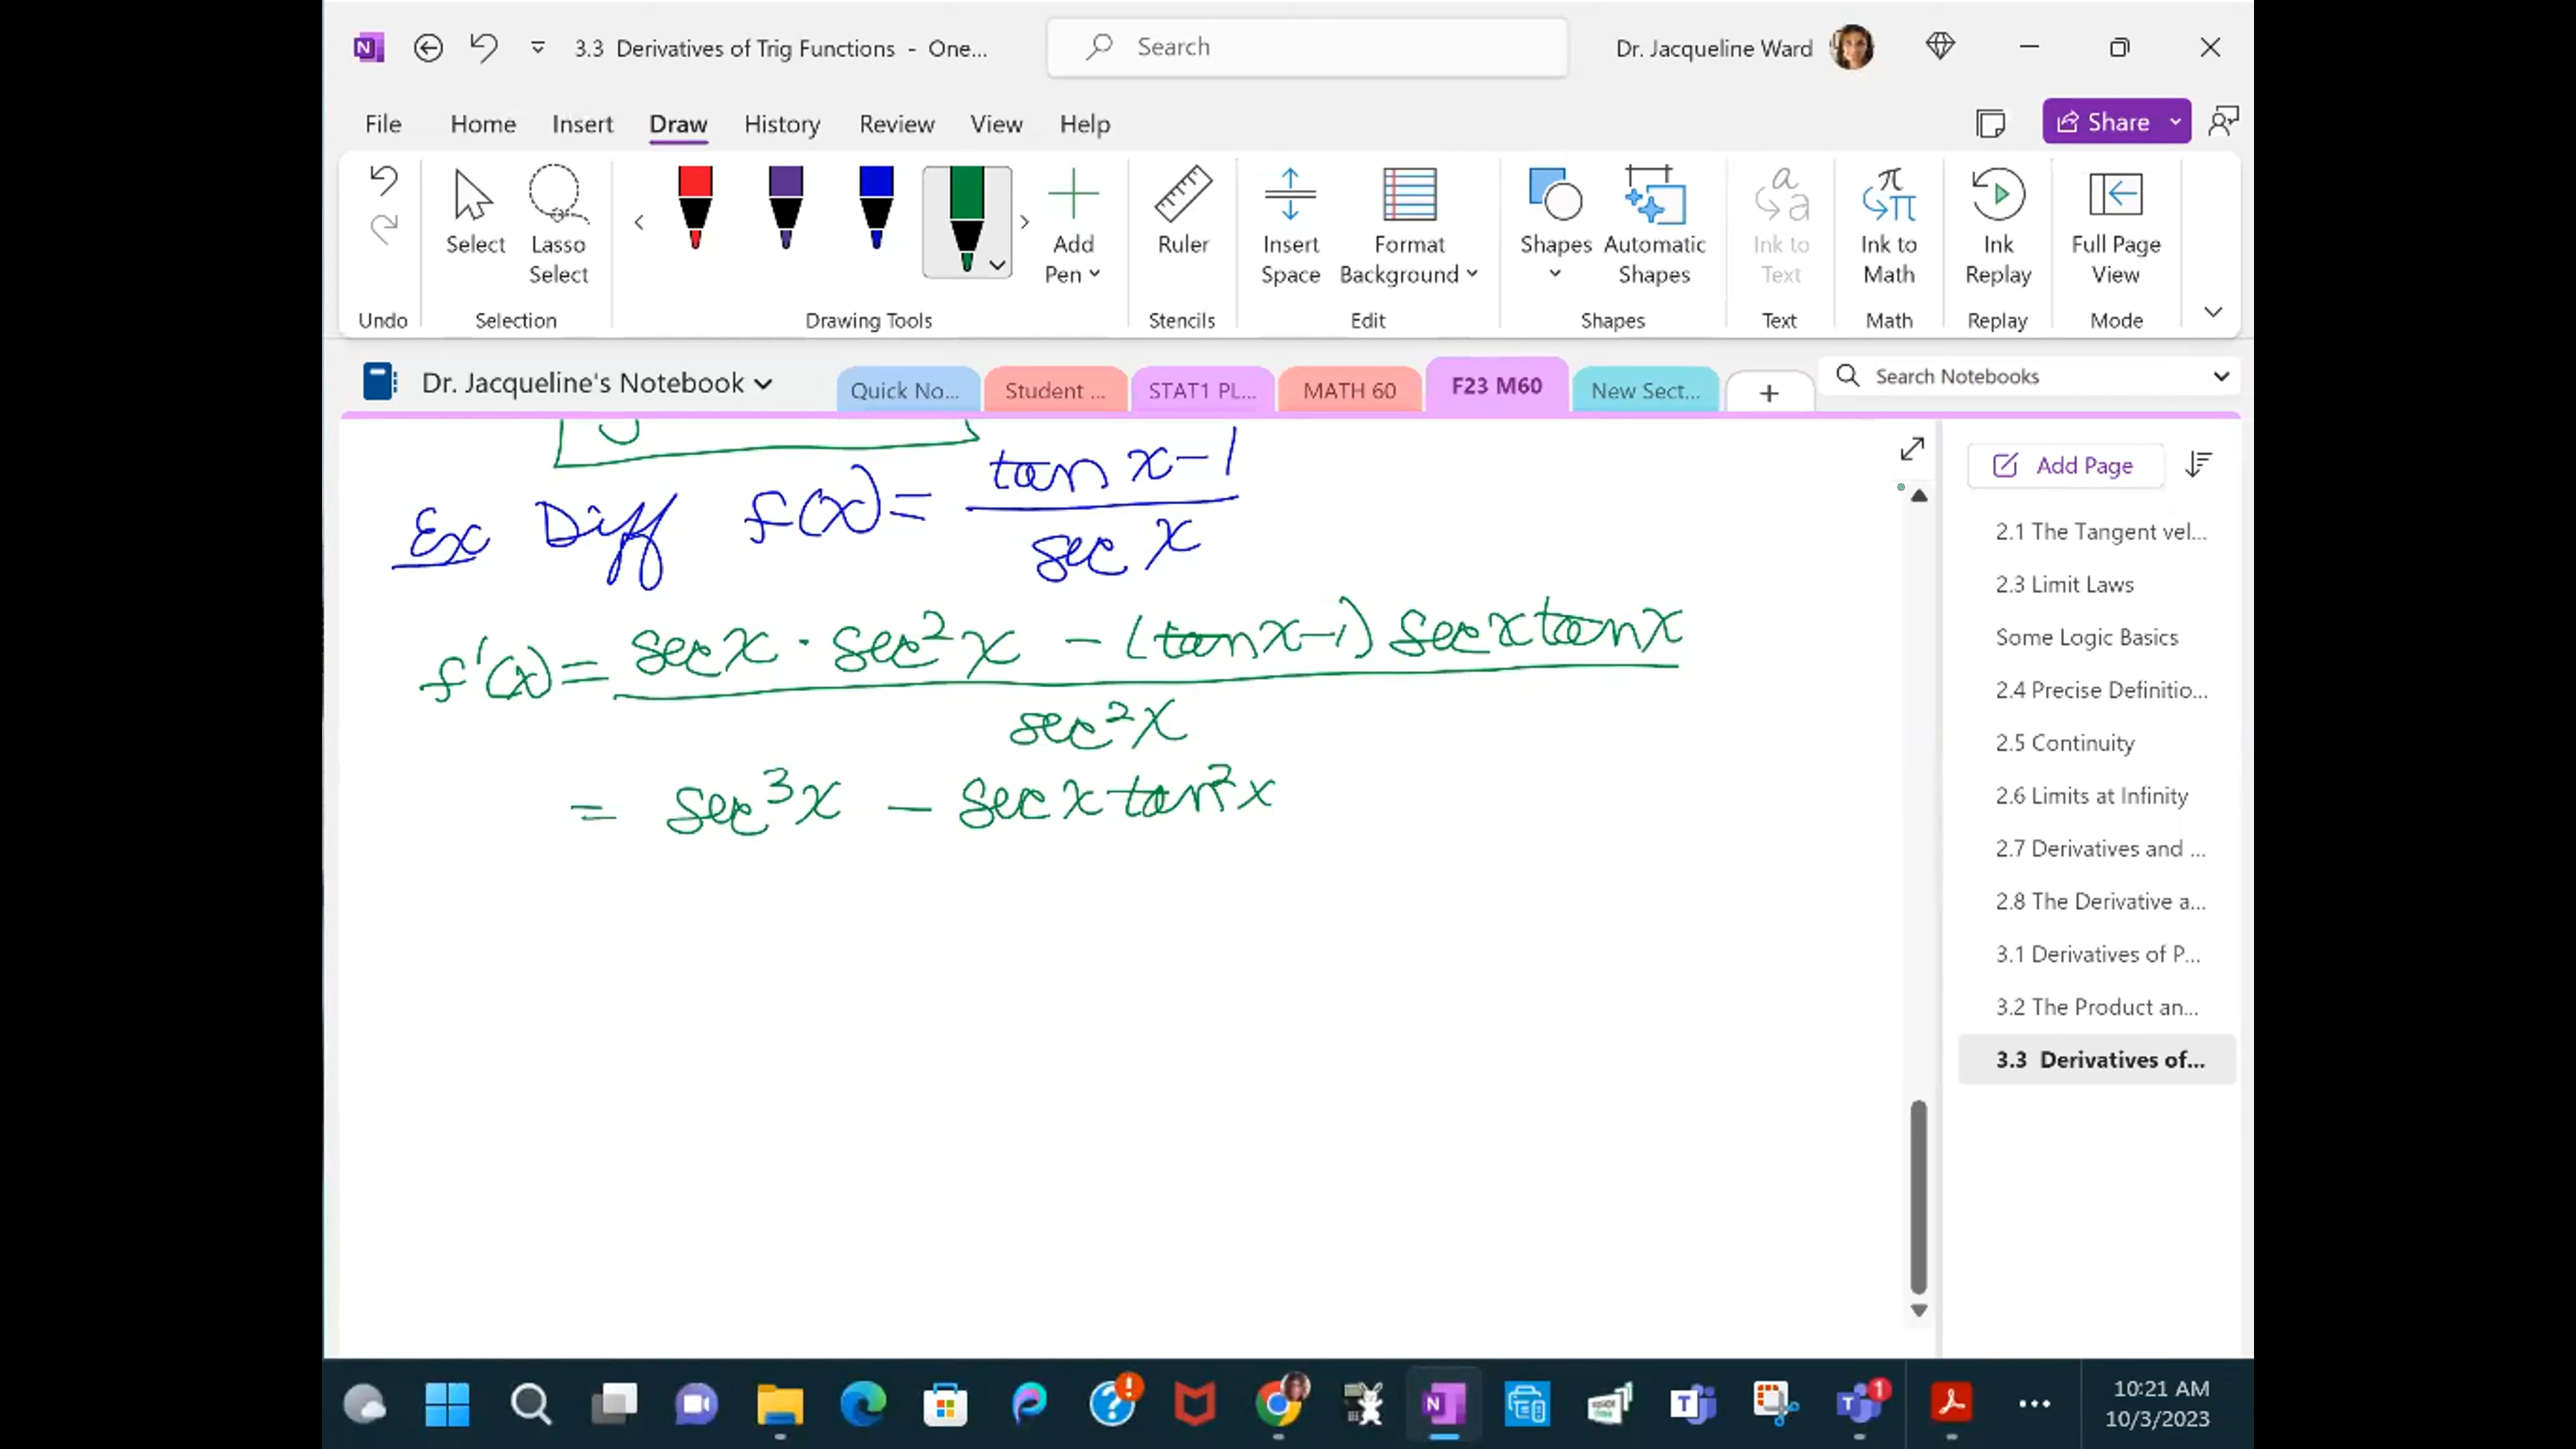 3.3 Derivatives of Trig Functions - One...
Search
Dr. Jacqueline Ward
File Home Insert Draw History Review View Help
Share
Select
Lasso Select
Add Pen
Ruler
Insert Space
Format Background
Shapes
Automatic Shapes
Ink to Text
Ink to Math
Ink Replay
Full Page View
Undo Selection Drawing Tools Stencils Edit Shapes Text Math Replay Mode
Dr. Jacqueline's Notebook
Quick No... Student ... STAT1 PL... MATH 60 F23 M60 New Sect... +
Search Notebooks
Ex Diff f(x) = (tan x - 1) / (sec x)
f'(x) = (sec x · sec²x - (tan x - 1) sec x tan x) / (sec²x)
= sec³x - sec x tan²x
Add Page
2.1 The Tangent vel...
2.3 Limit Laws
Some Logic Basics
2.4 Precise Definitio...
2.5 Continuity
2.6 Limits at Infinity
2.7 Derivatives and ...
2.8 The Derivative a...
3.1 Derivatives of P...
3.2 The Product an...
3.3 Derivatives of...
10:21 AM
10/3/2023